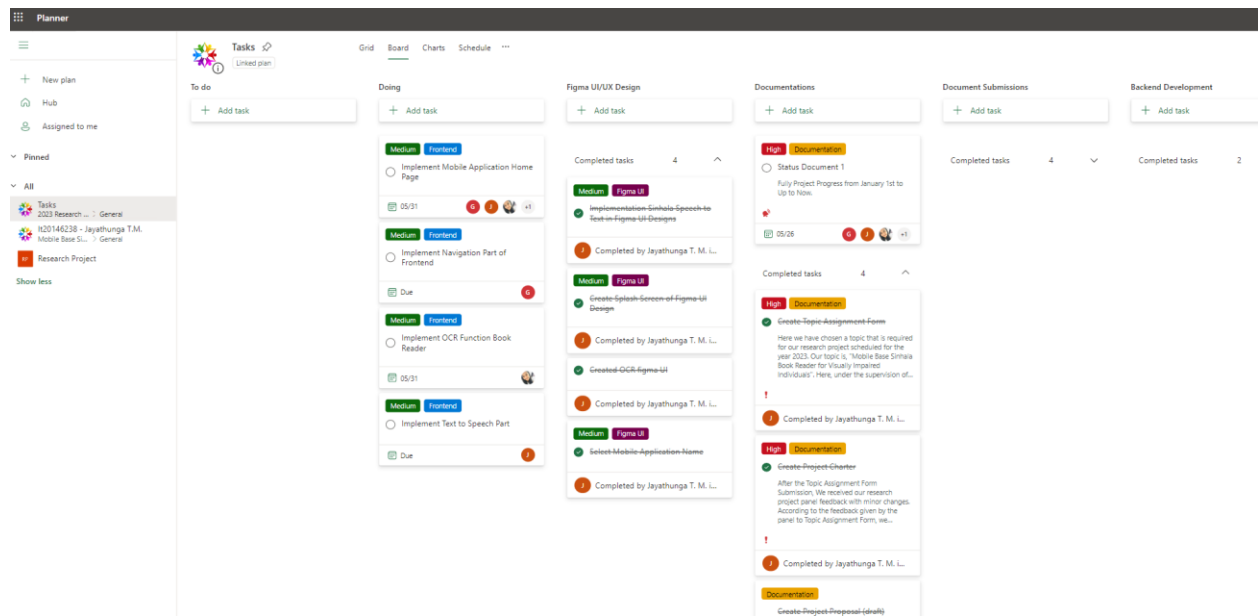 Planner
New plan
Hub
Assigned to me
Pinned
All
Tasks
2023 Research ... General
It20146238 - Jayathunga T.M.
Mobile Base Si... General
Research Project
Show less
Tasks
Linked plan
Grid Board Charts Schedule ...
To do
+ Add task
Doing
+ Add task
Medium Frontend
Implement Mobile Application Home
Page
05/31 G J +1
Medium Frontend
Implement Navigation Part of
Frontend
Due G
Medium Frontend
Implement OCR Function Book
Reader
05/31
Medium Frontend
Implement Text to Speech Part
Due J
Figma UI/UX Design
+ Add task
Completed tasks 4
Medium Figma UI
Implementation Sinhala Speech to
Text in Figma UI Designs
J Completed by Jayathunga T. M. i...
Medium Figma UI
Create Splash Screen of Figma UI
Design
J Completed by Jayathunga T. M. i...
Created OCR figma UI
J Completed by Jayathunga T. M. i...
Medium Figma UI
Select Mobile Application Name
J Completed by Jayathunga T. M. i...
Documentations
+ Add task
High Documentation
Status Document 1
Fully Project Progress from January 1st to
Up to Now.
05/26 G J +1
Completed tasks 4
High Documentation
Create Topic Assignment Form
Here we have chosen a topic that is required
for our research project scheduled for the
year 2023. Our topic is, "Mobile Base Sinhala
Book Reader for Visually Impaired
Individuals". Here, under the supervision of...
J Completed by Jayathunga T. M. i...
High Documentation
Create Project Charter
After the Topic Assignment Form
Submission, We received our research
project panel feedback with minor changes.
According to the feedback given by the
panel to Topic Assignment Form, we...
J Completed by Jayathunga T. M. i...
Documentation
Create Project Proposal (draft)
Document Submissions
+ Add task
Completed tasks 4
Backend Development
+ Add task
Completed tasks 2